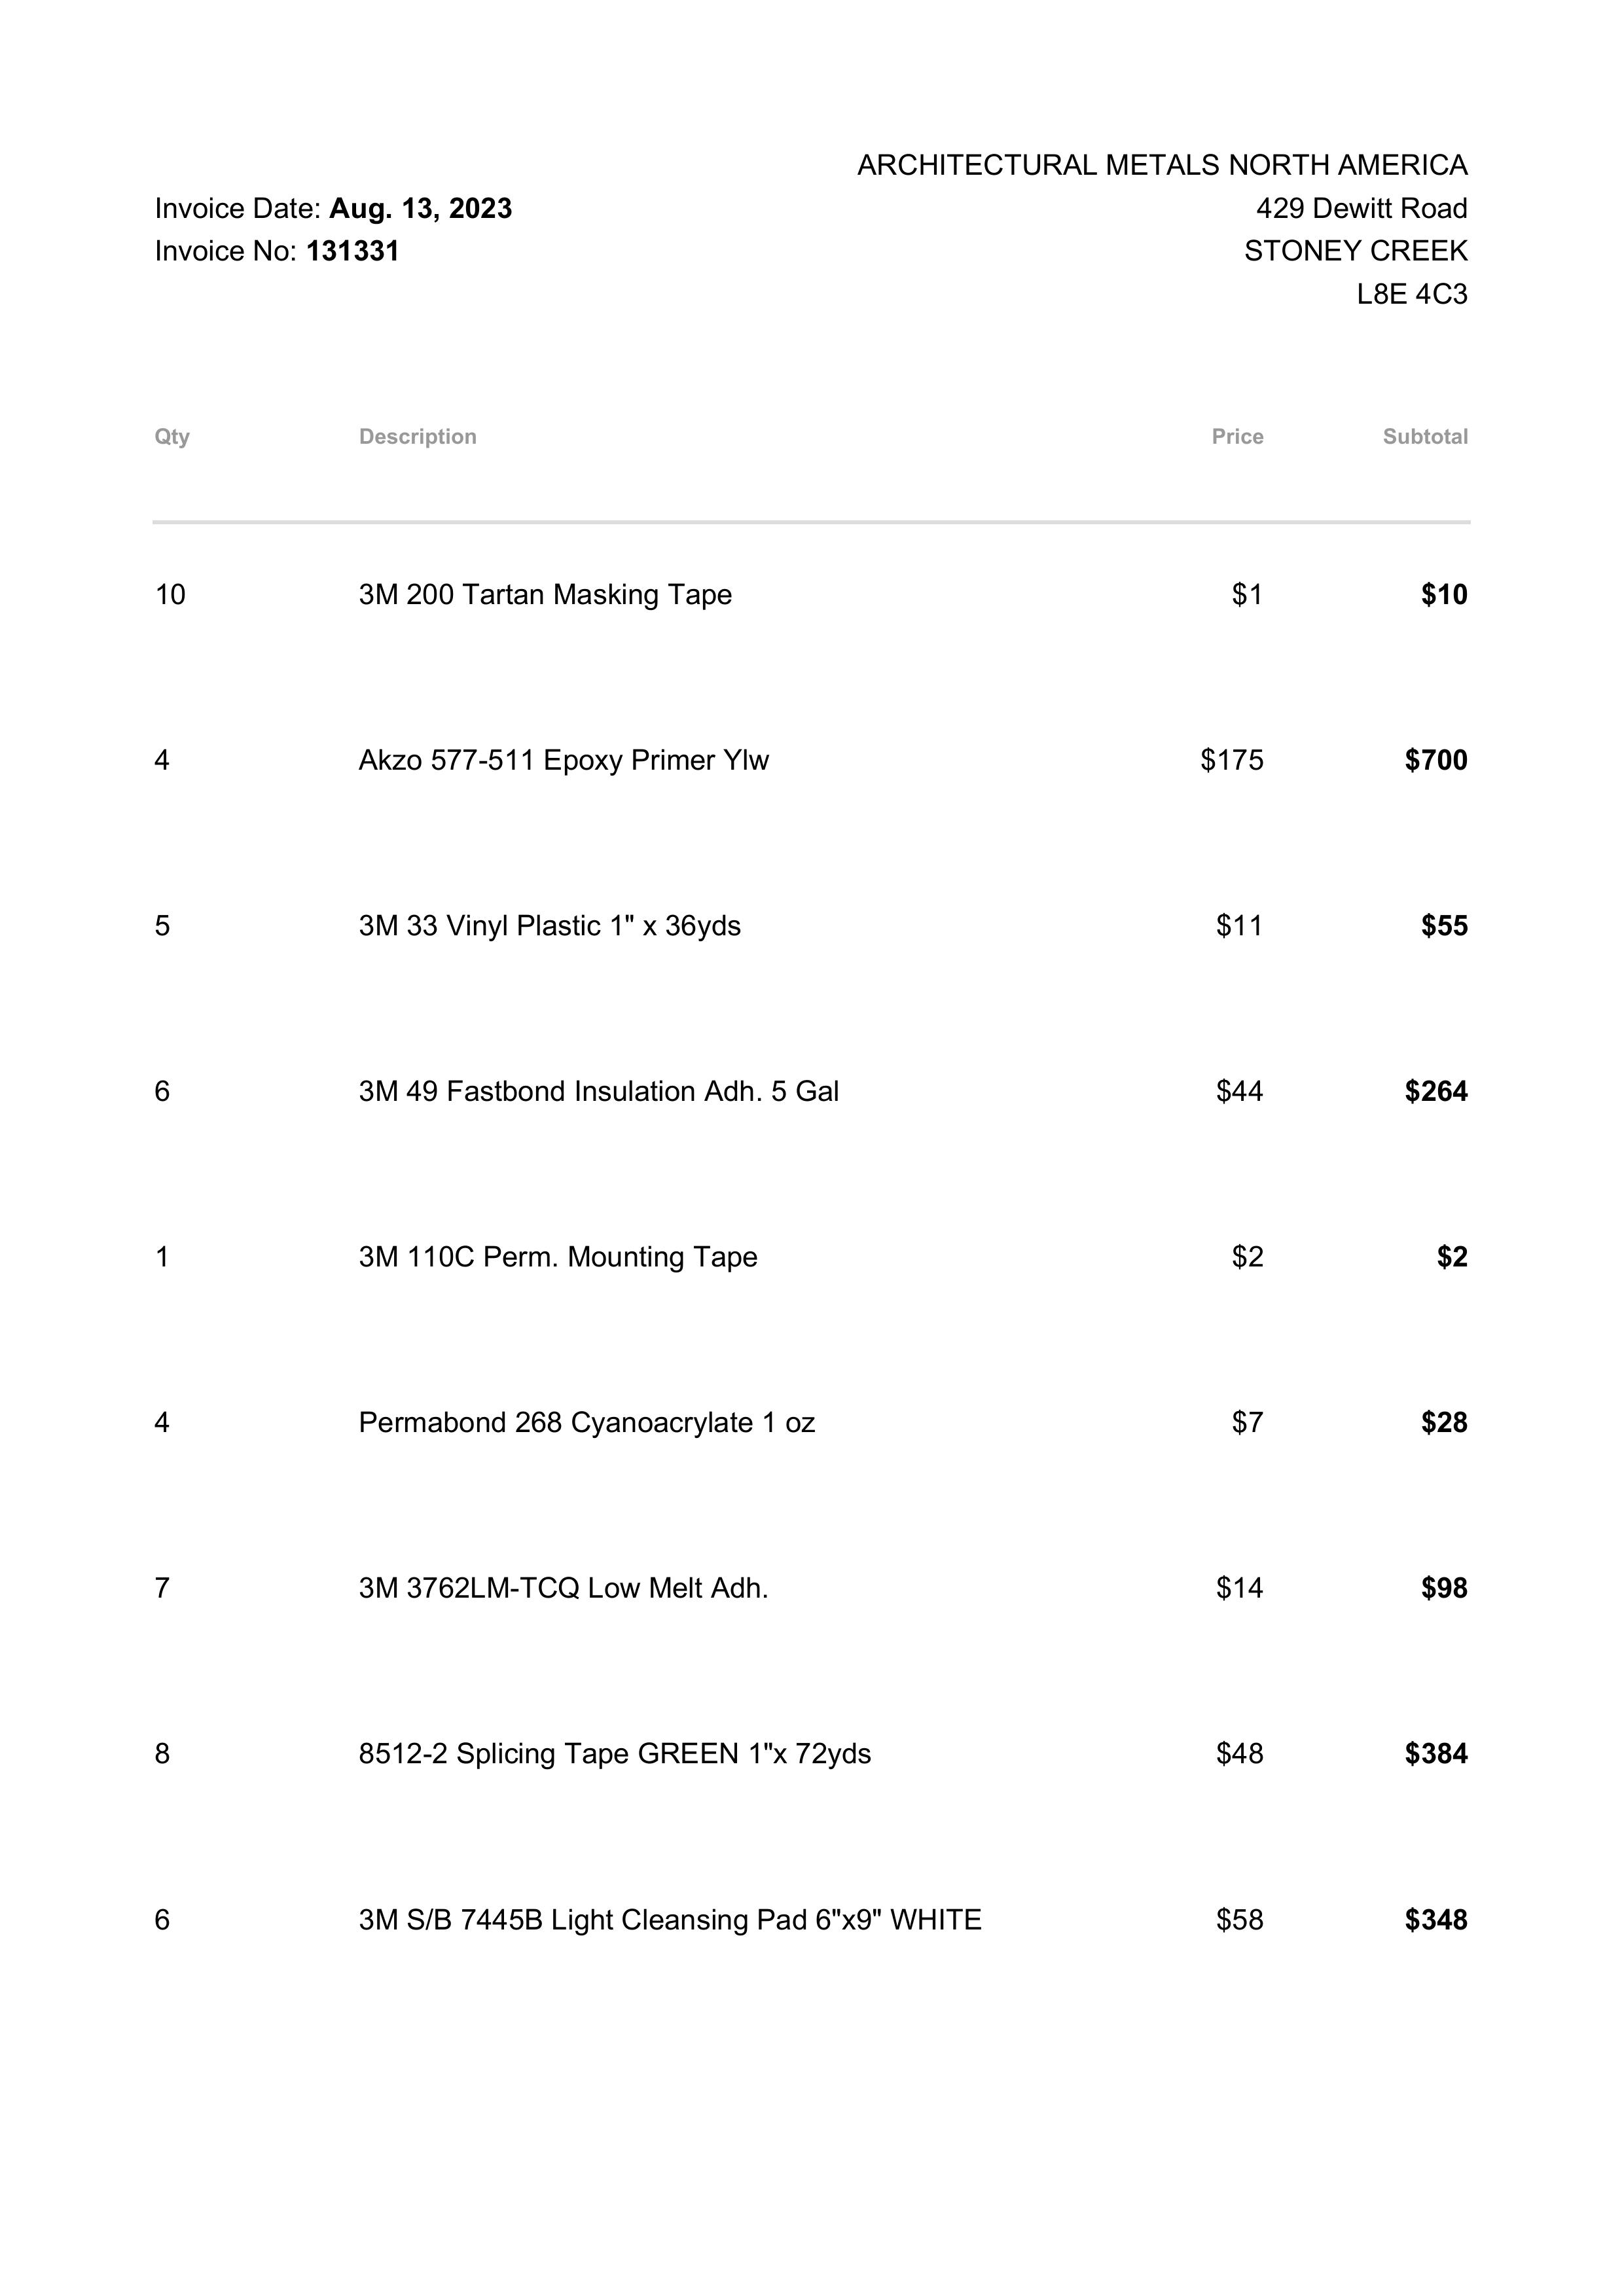 ARCHITECTURAL METALS NORTH AMERICA
Invoice Date: Aug. 13, 2023 429 Dewitt Road
Invoice No: 131331 STONEY CREEK
L8E 4C3
Qty Description Price Subtotal
10 3M 200 Tartan Masking Tape $1 $10
4 Akzo 577-511 Epoxy Primer Ylw $175 $700
5 3M 33 Vinyl Plastic 1" x 36yds $11 $55
6 3M 49 Fastbond Insulation Adh. 5 Gal $44 $264
1 3M 110C Perm. Mounting Tape $2 $2
4 Permabond 268 Cyanoacrylate 1 oz $7 $28
7 3M 3762LM-TCQ Low Melt Adh. $14 $98
8 8512-2 Splicing Tape GREEN 1"x 72yds $48 $384
6 3M S/B 7445B Light Cleansing Pad 6"x9" WHITE $58 $348